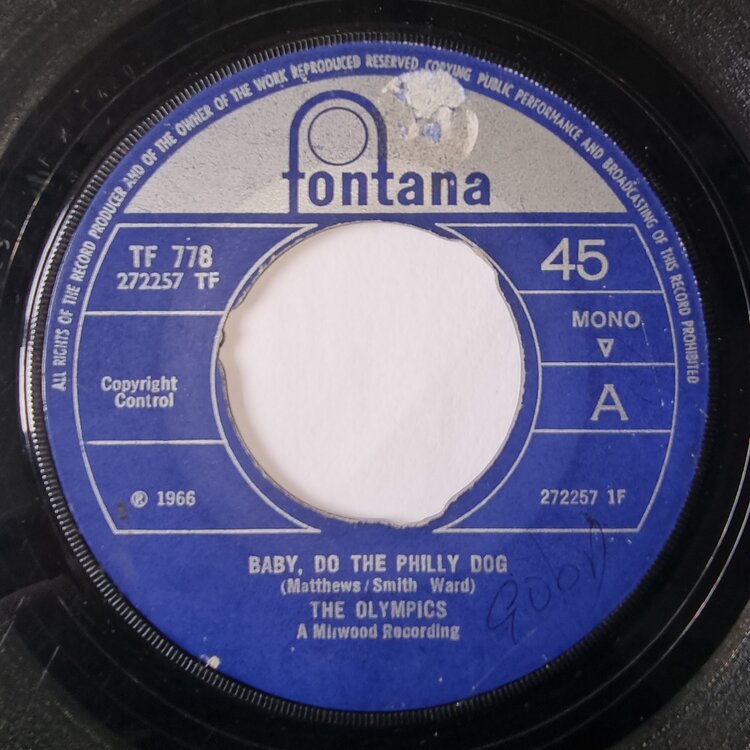 ALL RIGHTS OF THE RECORD PRODUCER AND OF THE OWNER OF THE WORK REPRODUCED RESERVED. COPYING PUBLIC PERFORMANCE AND BROADCASTING OF THIS RECORD PROHIBITED
fontana
TF 778
272257 TF
45
MONO
Copyright
Control
A
℗ 1966
272257 1F
BABY, DO THE PHILLY DOG
(Matthews/Smith Ward)
THE OLYMPICS
A Mirwood Recording